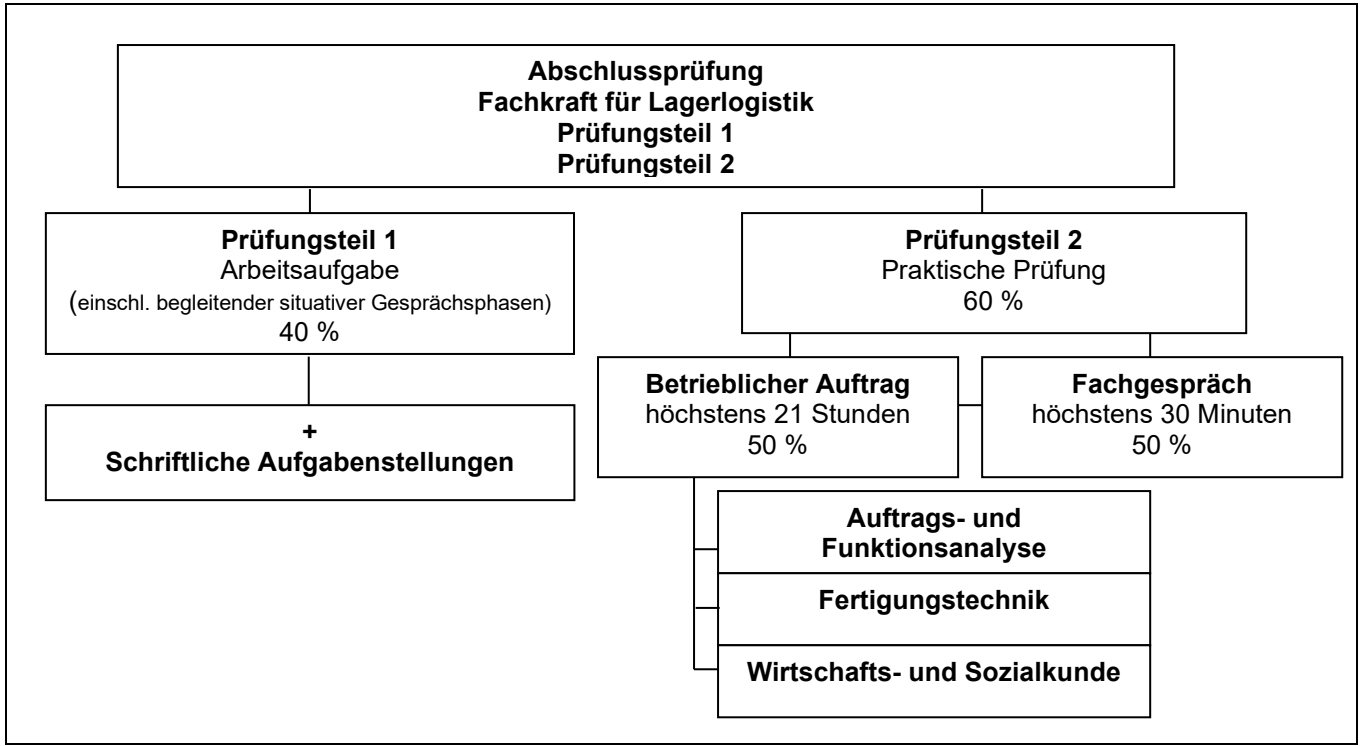 Abschlussprüfung
Fachkraft für Lagerlogistik
Prüfungsteil 1
Prüfungsteil 2
Prüfungsteil 1
Arbeitsaufgabe
(einschl. begleitender situativer Gesprächsphasen)
40 %
+
Schriftliche Aufgabenstellungen
Prüfungsteil 2
Praktische Prüfung
60 %
Betrieblicher Auftrag
höchstens 21 Stunden
50 %
Fachgespräch
höchstens 30 Minuten
50 %
Auftrags- und
Funktionsanalyse
Fertigungstechnik
Wirtschafts- und Sozialkunde